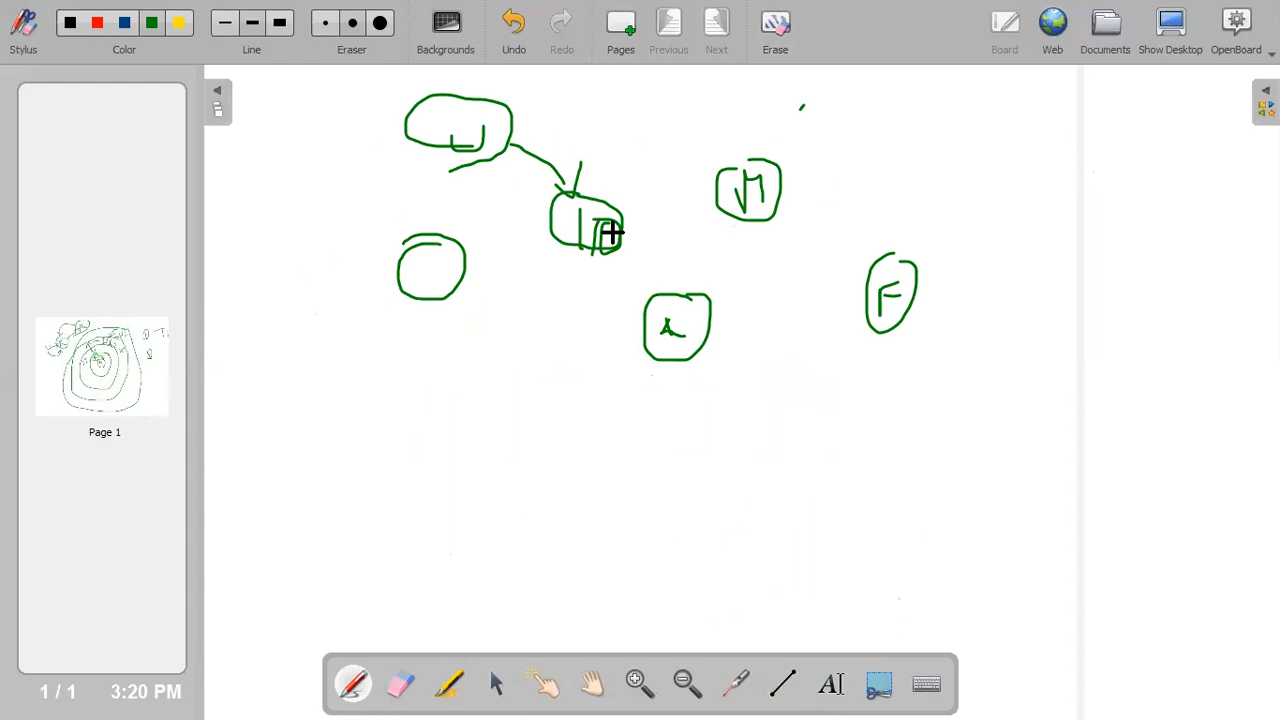 Stylus
Color
Line
Eraser
Backgrounds
Undo
Redo
Pages
Previous
Next
Erase
Board
Web
Documents
Show Desktop
OpenBoard
F
Page 1
1 / 1
3:20 PM
AI